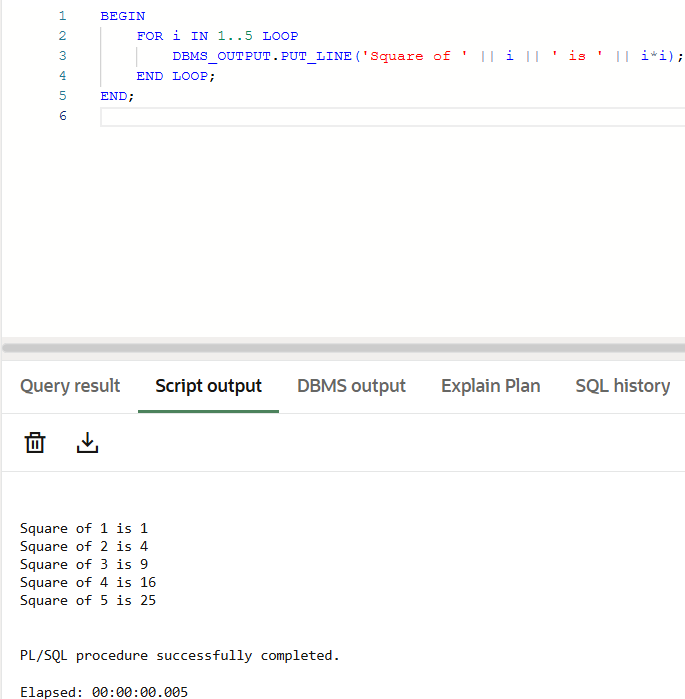 1 BEGIN
2     FOR i IN 1..5 LOOP
3         DBMS_OUTPUT.PUT_LINE('Square of ' || i || ' is ' || i*i);
4     END LOOP;
5 END;
6
Query result Script output DBMS output Explain Plan SQL history
Square of 1 is 1
Square of 2 is 4
Square of 3 is 9
Square of 4 is 16
Square of 5 is 25
PL/SQL procedure successfully completed.
Elapsed: 00:00:00.005